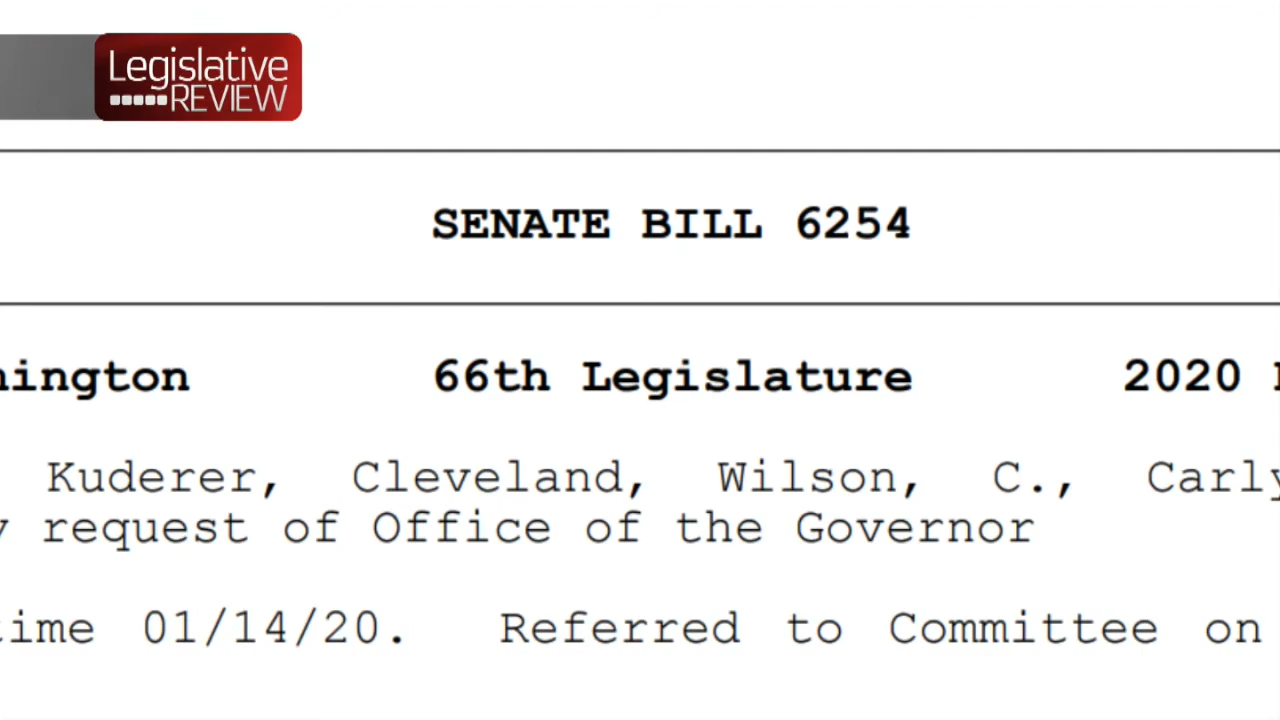 Legislative
REVIEW
SENATE BILL 6254
ington 66th Legislature 2020
Kuderer, Cleveland, Wilson, C., Carly
request of Office of the Governor
ime 01/14/20. Referred to Committee on